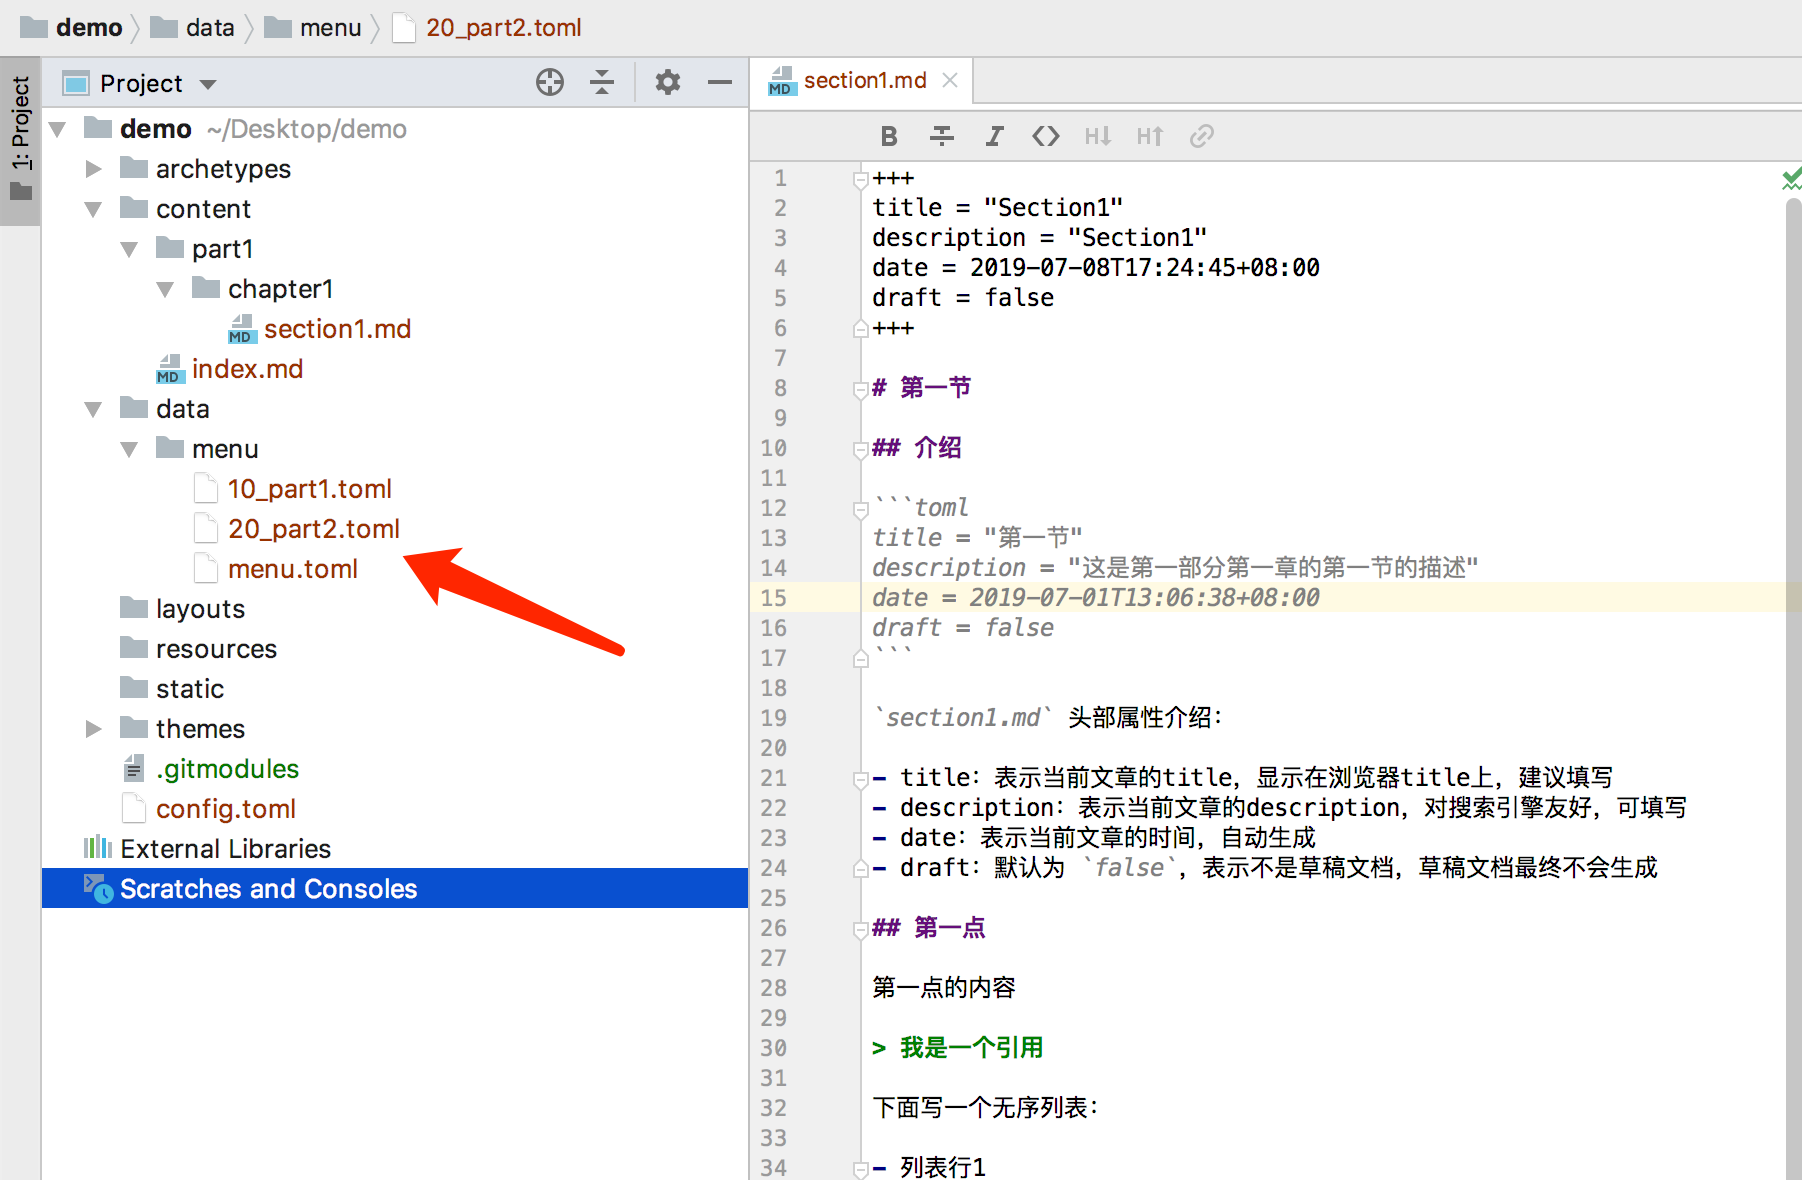 demo data menu 20_part2.toml
1: Project
Project
demo ~/Desktop/demo
archetypes
content
part1
chapter1
MD section1.md
MD index.md
data
menu
10_part1.toml
20_part2.toml
menu.toml
layouts
resources
static
themes
.gitmodules
config.toml
External Libraries
Scratches and Consoles
MD section1.md
B I <> H↓ H↑
1 +++
2 title = "Section1"
3 description = "Section1"
4 date = 2019-07-08T17:24:45+08:00
5 draft = false
6 +++
7
8 # 第一节
9
10 ## 介绍
11
12 ```toml
13 title = "第一节"
14 description = "这是第一部分第一章的第一节的描述"
15 date = 2019-07-01T13:06:38+08:00
16 draft = false
17 ```
18
19 `section1.md` 头部属性介绍：
20
21 - title：表示当前文章的title，显示在浏览器title上，建议填写
22 - description：表示当前文章的description，对搜索引擎友好，可填写
23 - date：表示当前文章的时间，自动生成
24 - draft：默认为 `false`，表示不是草稿文档，草稿文档最终不会生成
25
26 ## 第一点
27
28 第一点的内容
29
30 > 我是一个引用
31
32 下面写一个无序列表：
33
34 - 列表行1